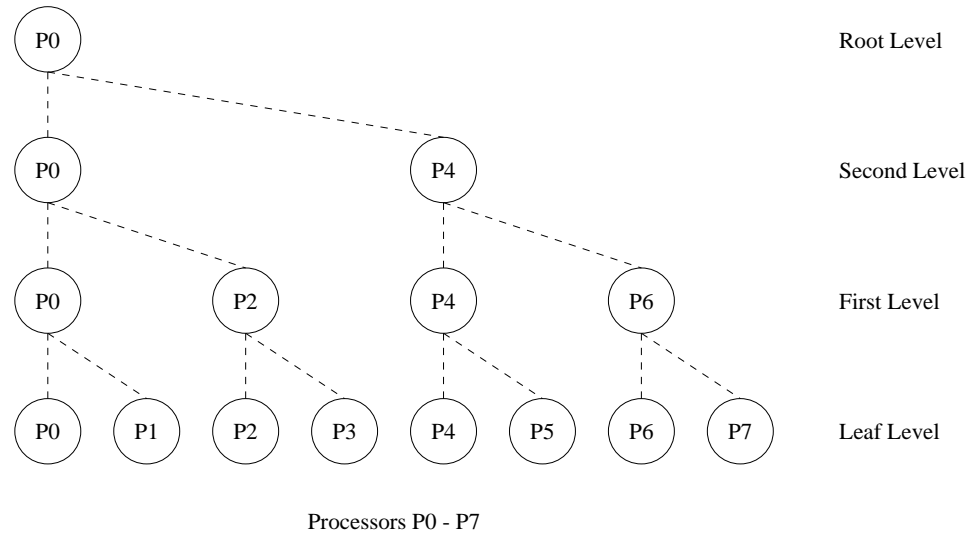 P0 Root Level
P0 P4 Second Level
P0 P2 P4 P6 First Level
P0 P1 P2 P3 P4 P5 P6 P7 Leaf Level
Processors P0 - P7